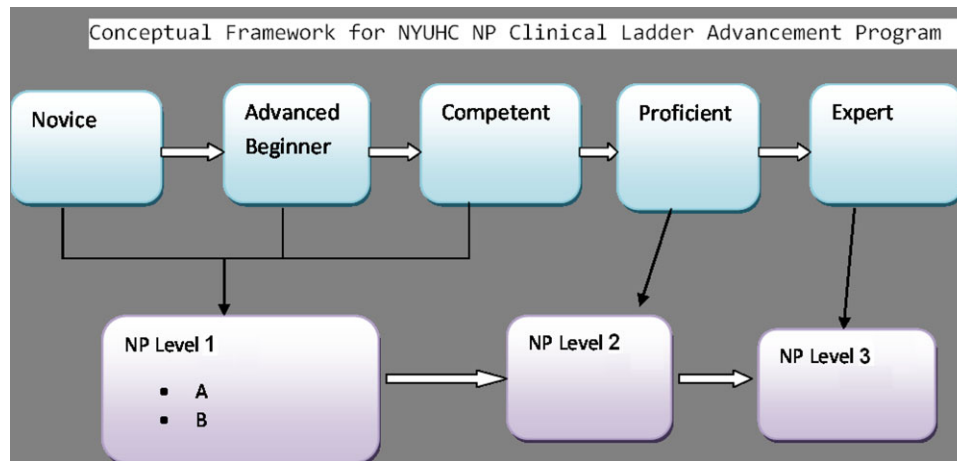 Conceptual Framework for NYUHC NP Clinical Ladder Advancement Program
Novice
Advanced
Beginner
Competent
Proficient
Expert
NP Level 1
▪ A
▪ B
NP Level 2
NP Level 3